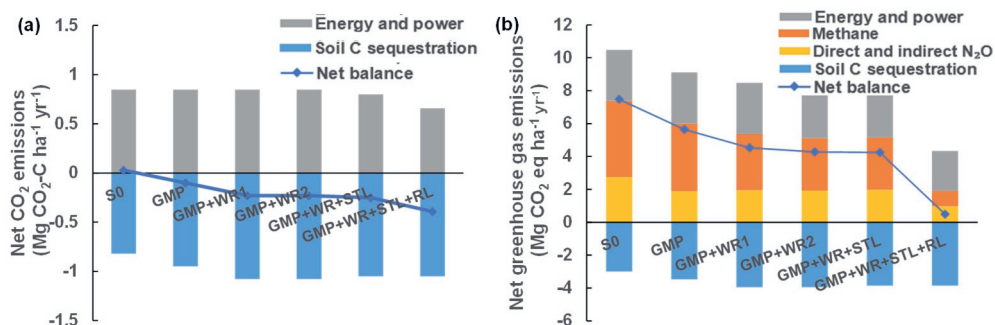 (a)
1.5
1
0.5
0
-0.5
-1
-1.5
Net CO₂ emissions
(Mg CO₂-C ha⁻¹ yr⁻¹)
Energy and power
Soil C sequestration
Net balance
S0
GMP
GMP+WR1
GMP+WR2
GMP+WR+STL
GMP+WR+STL+RL
(b)
12
10
8
6
4
2
0
-2
-4
-6
Net greenhouse gas emissions
(Mg CO₂ eq ha⁻¹ yr⁻¹)
Energy and power
Methane
Direct and indirect N₂O
Soil C sequestration
Net balance
S0
GMP
GMP+WR1
GMP+WR2
GMP+WR+STL
GMP+WR+STL+RL